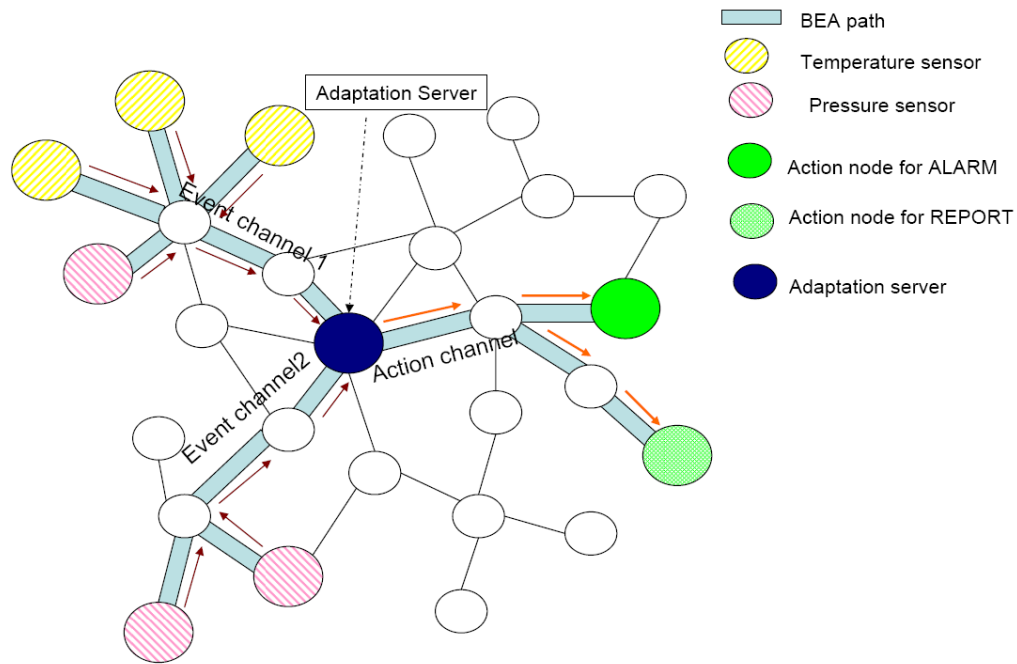 BEA path
Temperature sensor
Adaptation Server
Pressure sensor
Action node for ALARM
Event channel 1
Action node for REPORT
Adaptation server
Action channel
Event channel2